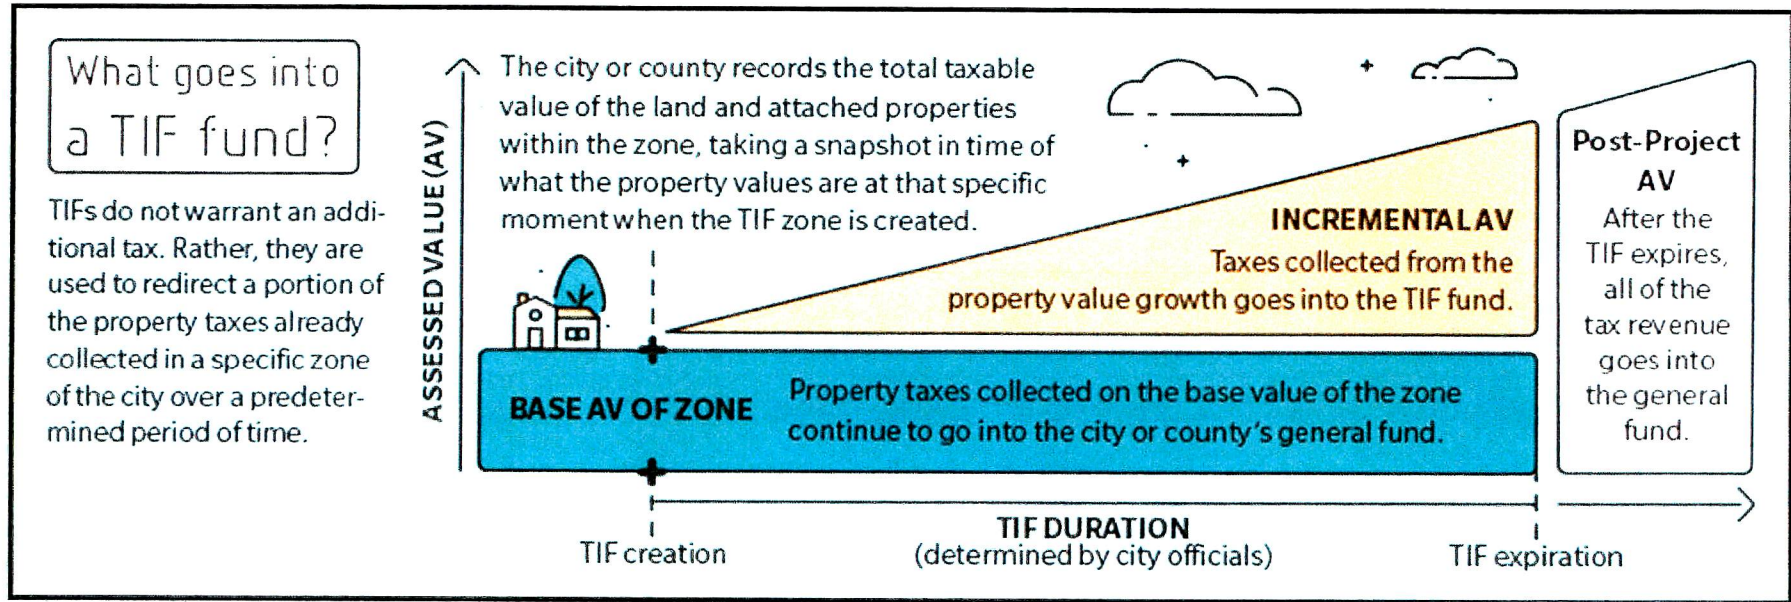 What goes into
a TIF fund?
TIFs do not warrant an addi-
tional tax. Rather, they are
used to redirect a portion of
the property taxes already
collected in a specific zone
of the city over a predeter-
mined period of time.
ASSESSED VALUE (AV)
The city or county records the total taxable
value of the land and attached properties
within the zone, taking a snapshot in time of
what the property values are at that specific
moment when the TIF zone is created.
INCREMENTAL AV
Taxes collected from the
property value growth goes into the TIF fund.
BASE AV OF ZONE
Property taxes collected on the base value of the zone
continue to go into the city or county's general fund.
Post-Project
AV
After the
TIF expires,
all of the
tax revenue
goes into
the general
fund.
TIF creation
TIF DURATION
(determined by city officials)
TIF expiration